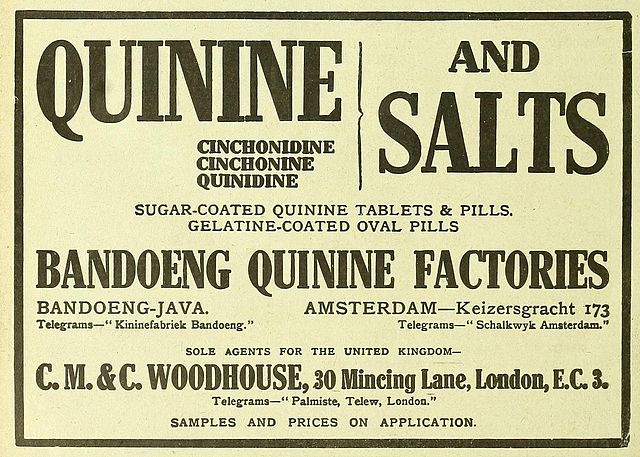 QUININE
CINCHONIDINE
CINCHONINE
QUINIDINE
AND
SALTS
SUGAR-COATED QUININE TABLETS & PILLS.
GELATINE-COATED OVAL PILLS
BANDOENG QUININE FACTORIES
BANDOENG-JAVA. AMSTERDAM—Keizersgracht 173
Telegrams—"Kininefabriek Bandoeng." Telegrams—"Schalkwyk Amsterdam."
SOLE AGENTS FOR THE UNITED KINGDOM—
C. M. & C. WOODHOUSE, 30 Mincing Lane, London, E.C. 3.
Telegrams—"Palmiste, Telew, London."
SAMPLES AND PRICES ON APPLICATION.